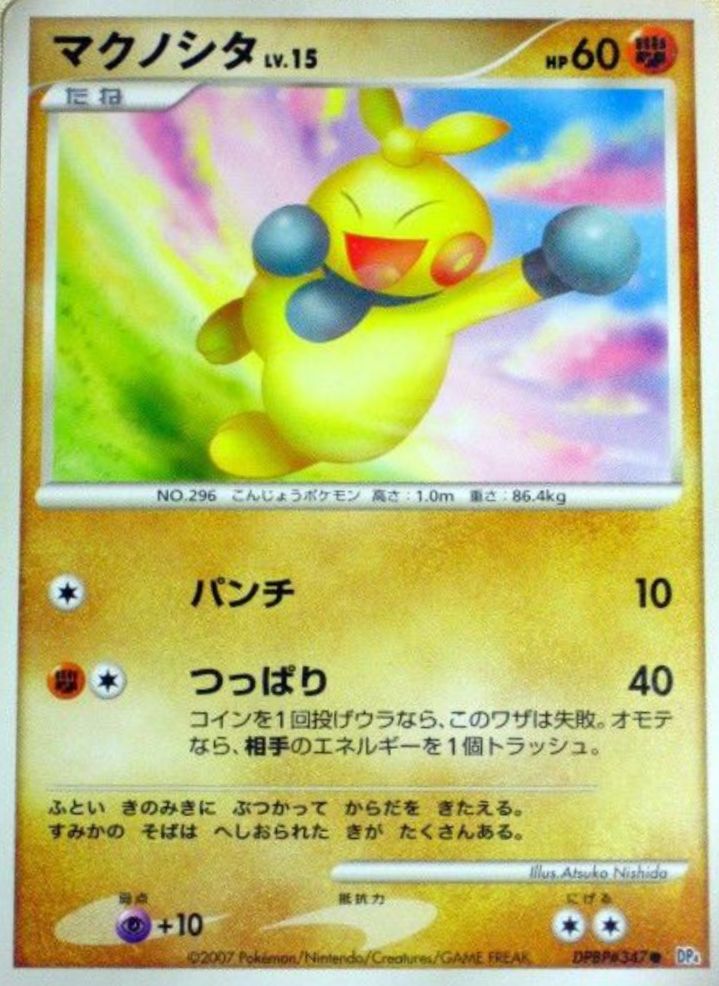 マクノシタ LV.15 HP 60
たね
NO.296 こんじょうポケモン 高さ:1.0m 重さ:86.4kg
パンチ 10
つっぱり 40
コインを1回投げウラなら、このワザは失敗。オモテ
なら、相手のエネルギーを1個トラッシュ。
ふとい きのみきに ぶつかって からだを きたえる。
すみかの そばは へしおられた きが たくさんある。
Illus.Atsuko Nishida
弱点 抵抗力 にげる
+10
©2007 Pokémon/Nintendo/Creatures/GAME FREAK. DPBP#347 DP4